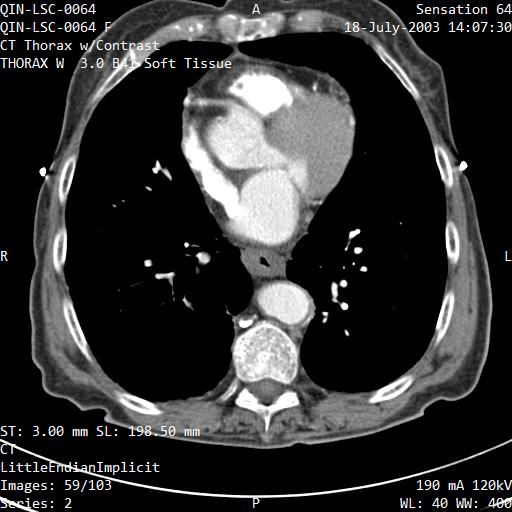 QIN-LSC-0064
A
Sensation 64
QIN-LSC-0064 F
18-July-2003 14:07:30
CT Thorax w/Contrast
THORAX W 3.0 B41 Soft Tissue
R
L
ST: 3.00 mm SL: 198.50 mm
CT
LittleEndianImplicit
Images: 59/103
190 mA 120kV
Series: 2
P
WL: 40 WW: 400